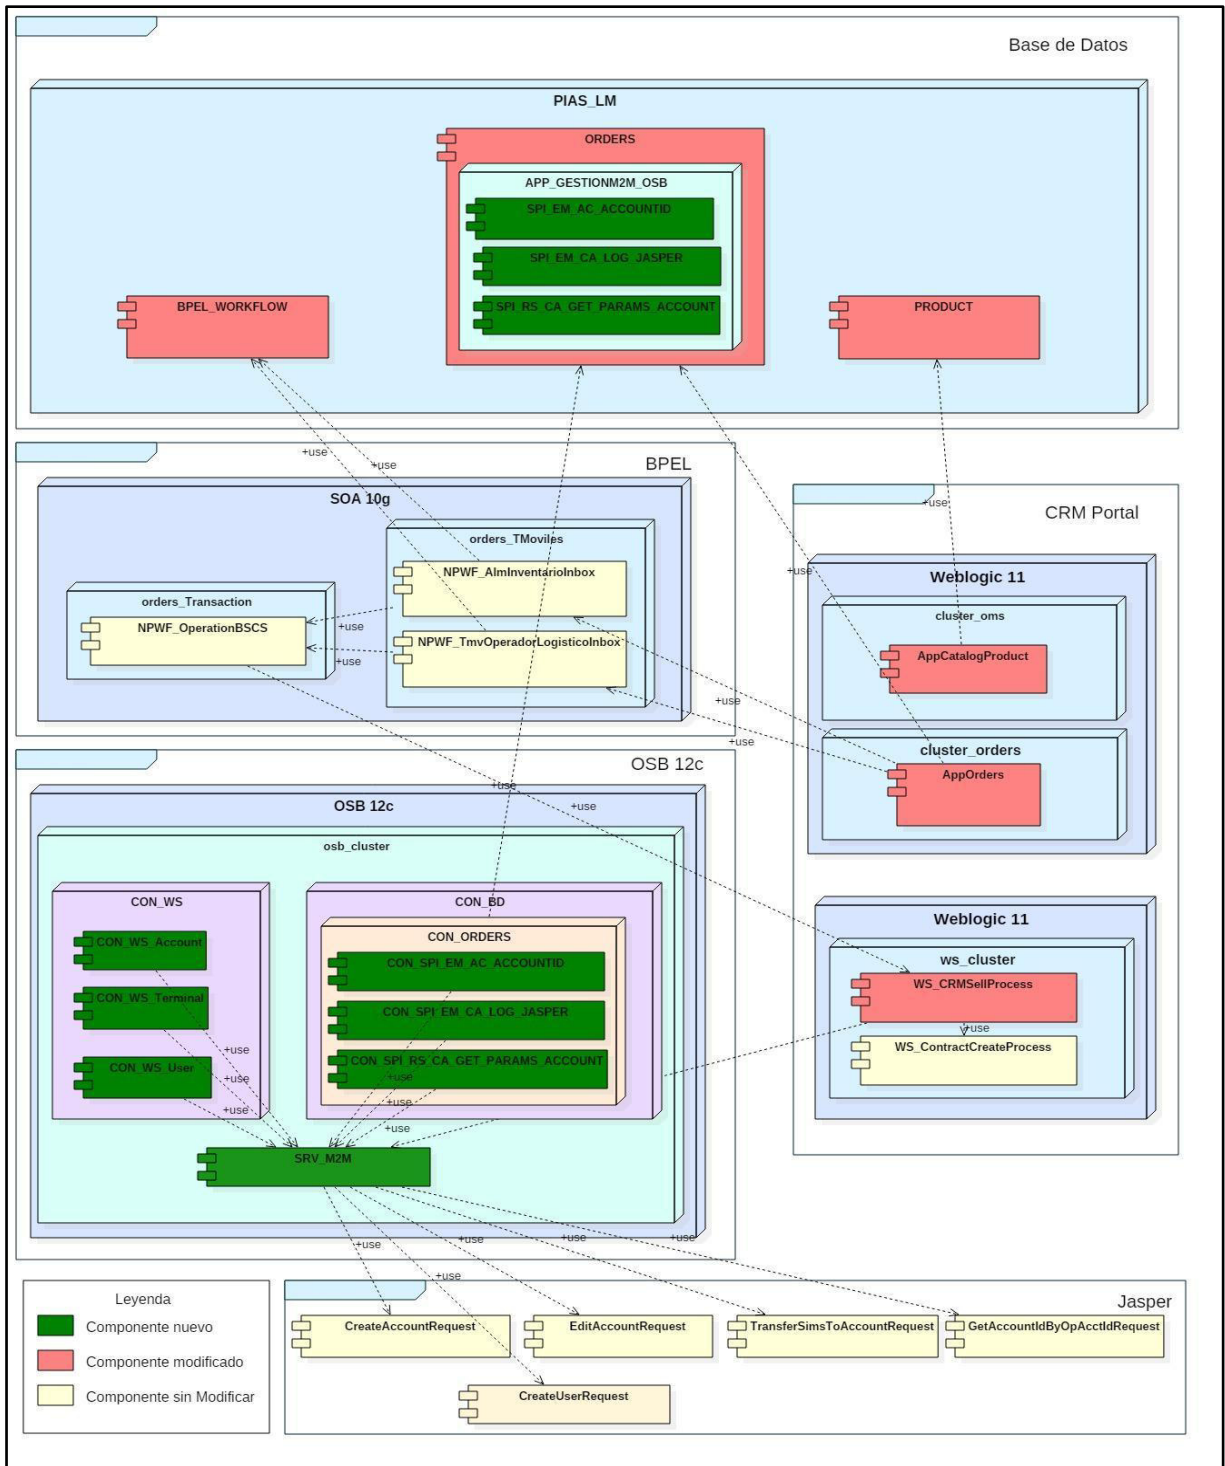 Base de Datos
PIAS_LM
ORDERS
APP_GESTIONM2M_OSB
SPI_EM_AC_ACCOUNTID
SPI_EM_CA_LOG_JASPER
SPI_RS_CA_GET_PARAMS_ACCOUNT
BPEL_WORKFLOW
PRODUCT
+use
+use
BPEL
SOA 10g
orders_TMoviles
NPWF_AlmInventarioInbox
orders_Transaction
NPWF_OperationBSCS
NPWF_TmvOperadorLogisticoInbox
+use
+use
+use
CRM Portal
+use
Weblogic 11
cluster_oms
AppCatalogProduct
+use
+use
cluster_orders
AppOrders
OSB 12c
+use
+use
OSB 12c
osb_cluster
CON_WS
CON_WS_Account
CON_WS_Terminal
CON_WS_User
CON_BD
CON_ORDERS
CON_SPI_EM_AC_ACCOUNTID
CON_SPI_EM_CA_LOG_JASPER
CON_SPI_RS_CA_GET_PARAMS_ACCOUNT
+use
+use
+use
+use
+use
+use
SRV_M2M
Weblogic 11
ws_cluster
WS_CRMSellProcess
+use
WS_ContractCreateProcess
+use
+use
+use
+use
+use
Leyenda
Componente nuevo
Componente modificado
Componente sin Modificar
Jasper
CreateAccountRequest
EditAccountRequest
TransferSimsToAccountRequest
GetAccountIdByOpAcctIdRequest
CreateUserRequest